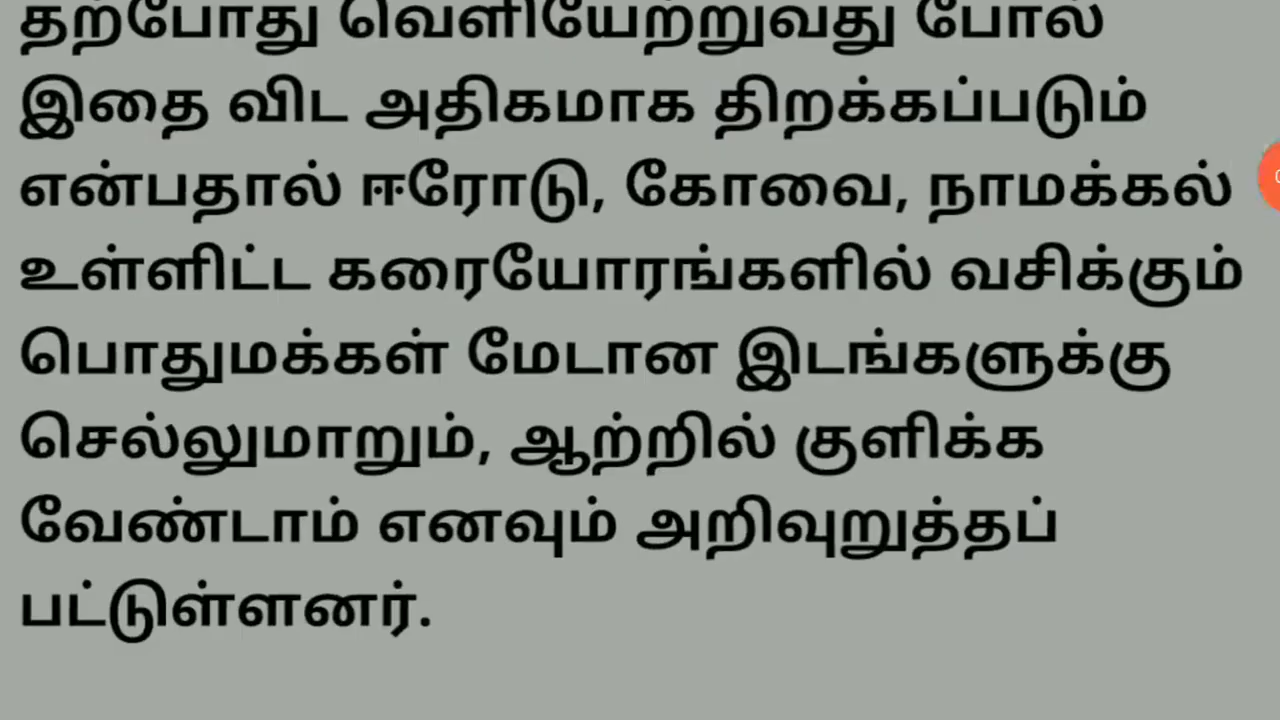 தற்போது வெளியேற்றுவது போல்
இதை விட அதிகமாக திறக்கப்படும்
என்பதால் ஈரோடு, கோவை, நாமக்கல்
உள்ளிட்ட கரையோரங்களில் வசிக்கும்
பொதுமக்கள் மேடான இடங்களுக்கு
செல்லுமாறும், ஆற்றில் குளிக்க
வேண்டாம் எனவும் அறிவுறுத்தப்
பட்டுள்ளனர்.